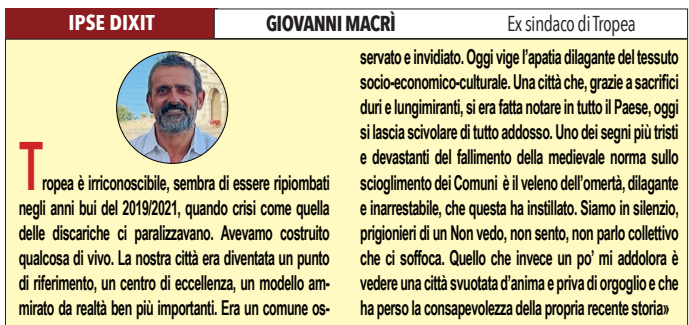 IPSE DIXIT
GIOVANNI MACRÌ
Ex sindaco di Tropea
Tropea è irriconoscibile, sembra di essere ripiombati
negli anni bui del 2019/2021, quando crisi come quella
delle discariche ci paralizzavano. Avevamo costruito
qualcosa di vivo. La nostra città era diventata un punto
di riferimento, un centro di eccellenza, un modello am-
mirato da realtà ben più importanti. Era un comune os-
servato e invidiato. Oggi vige l'apatia dilagante del tessuto
socio-economico-culturale. Una città che, grazie a sacrifici
duri e lungimiranti, si era fatta notare in tutto il Paese, oggi
si lascia scivolare di tutto addosso. Uno dei segni più tristi
e devastanti del fallimento della medievale norma sullo
scioglimento dei Comuni è il veleno dell'omertà, dilagante
e inarrestabile, che questa ha instillato. Siamo in silenzio,
prigionieri di un Non vedo, non sento, non parlo collettivo
che ci soffoca. Quello che invece un po' mi addolora è
vedere una città svuotata d'anima e priva di orgoglio e che
ha perso la consapevolezza della propria recente storia»